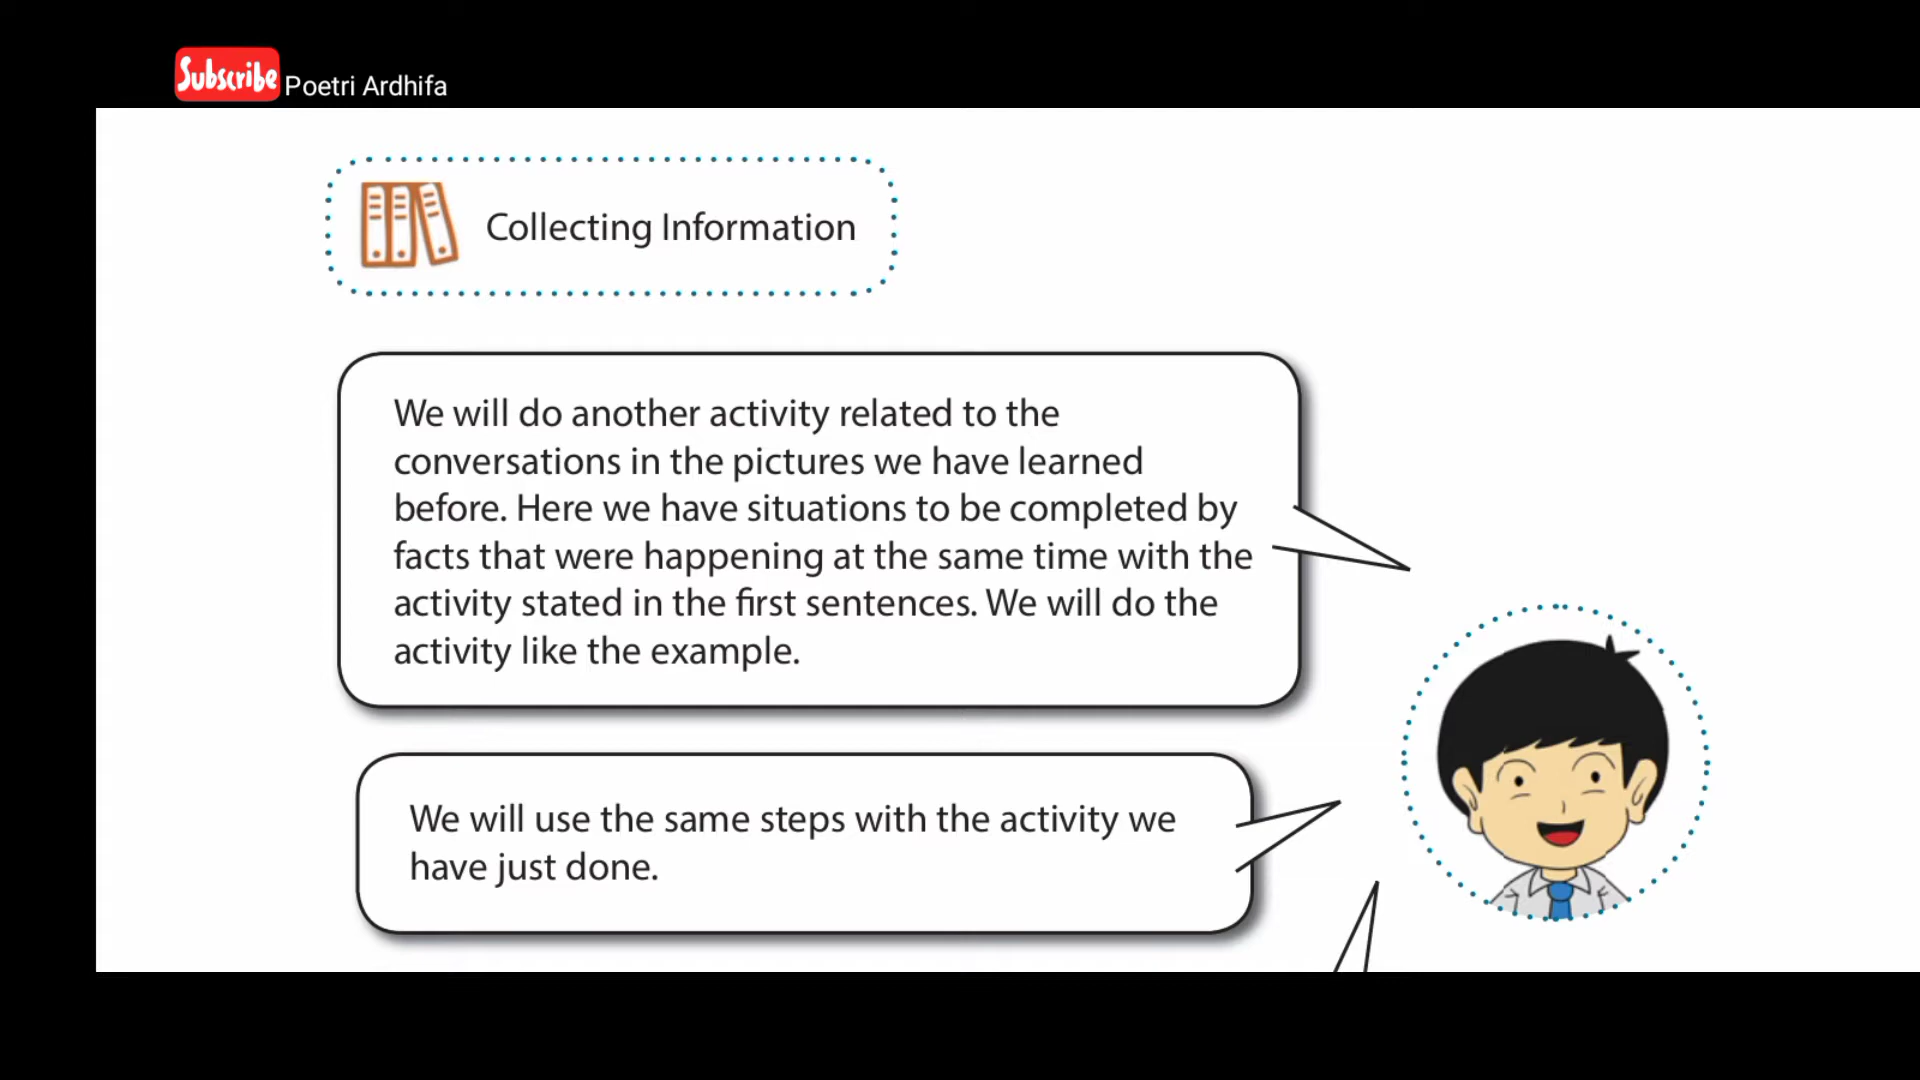 Subscribe Poetri Ardhifa
Collecting Information
We will do another activity related to the
conversations in the pictures we have learned
before. Here we have situations to be completed by
facts that were happening at the same time with the
activity stated in the first sentences. We will do the
activity like the example.
We will use the same steps with the activity we
have just done.